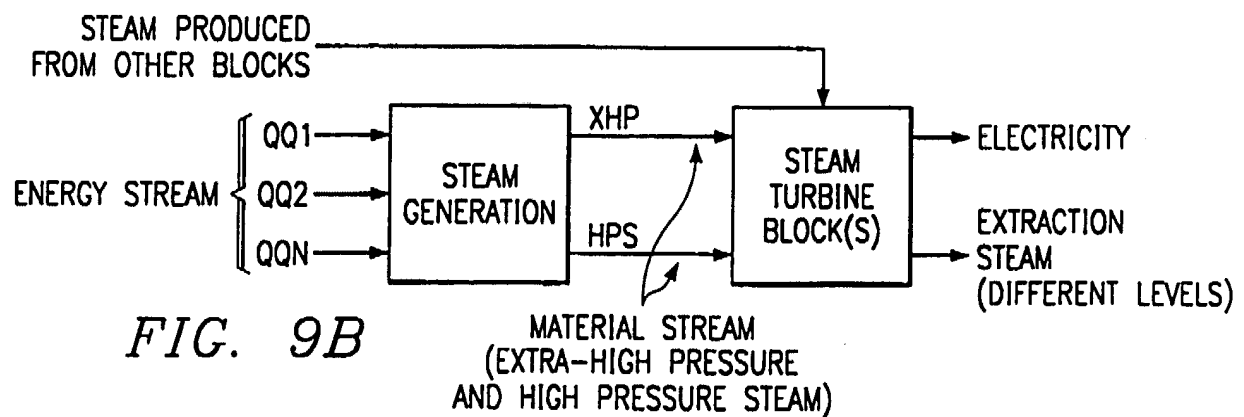 STEAM PRODUCED
FROM OTHER BLOCKS
ENERGY STREAM
QQ1
QQ2
QQN
STEAM
GENERATION
XHP
HPS
STEAM
TURBINE
BLOCK(S)
ELECTRICITY
EXTRACTION
STEAM
(DIFFERENT LEVELS)
MATERIAL STREAM
(EXTRA-HIGH PRESSURE
AND HIGH PRESSURE STEAM)
FIG. 9B